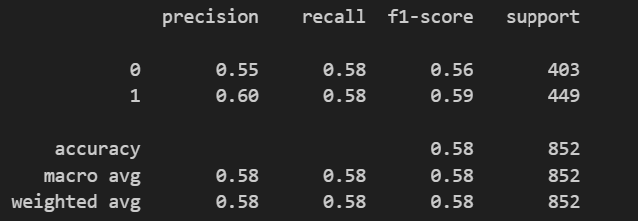 precision recall f1-score support
0 0.55 0.58 0.56 403
1 0.60 0.58 0.59 449
accuracy 0.58 852
macro avg 0.58 0.58 0.58 852
weighted avg 0.58 0.58 0.58 852